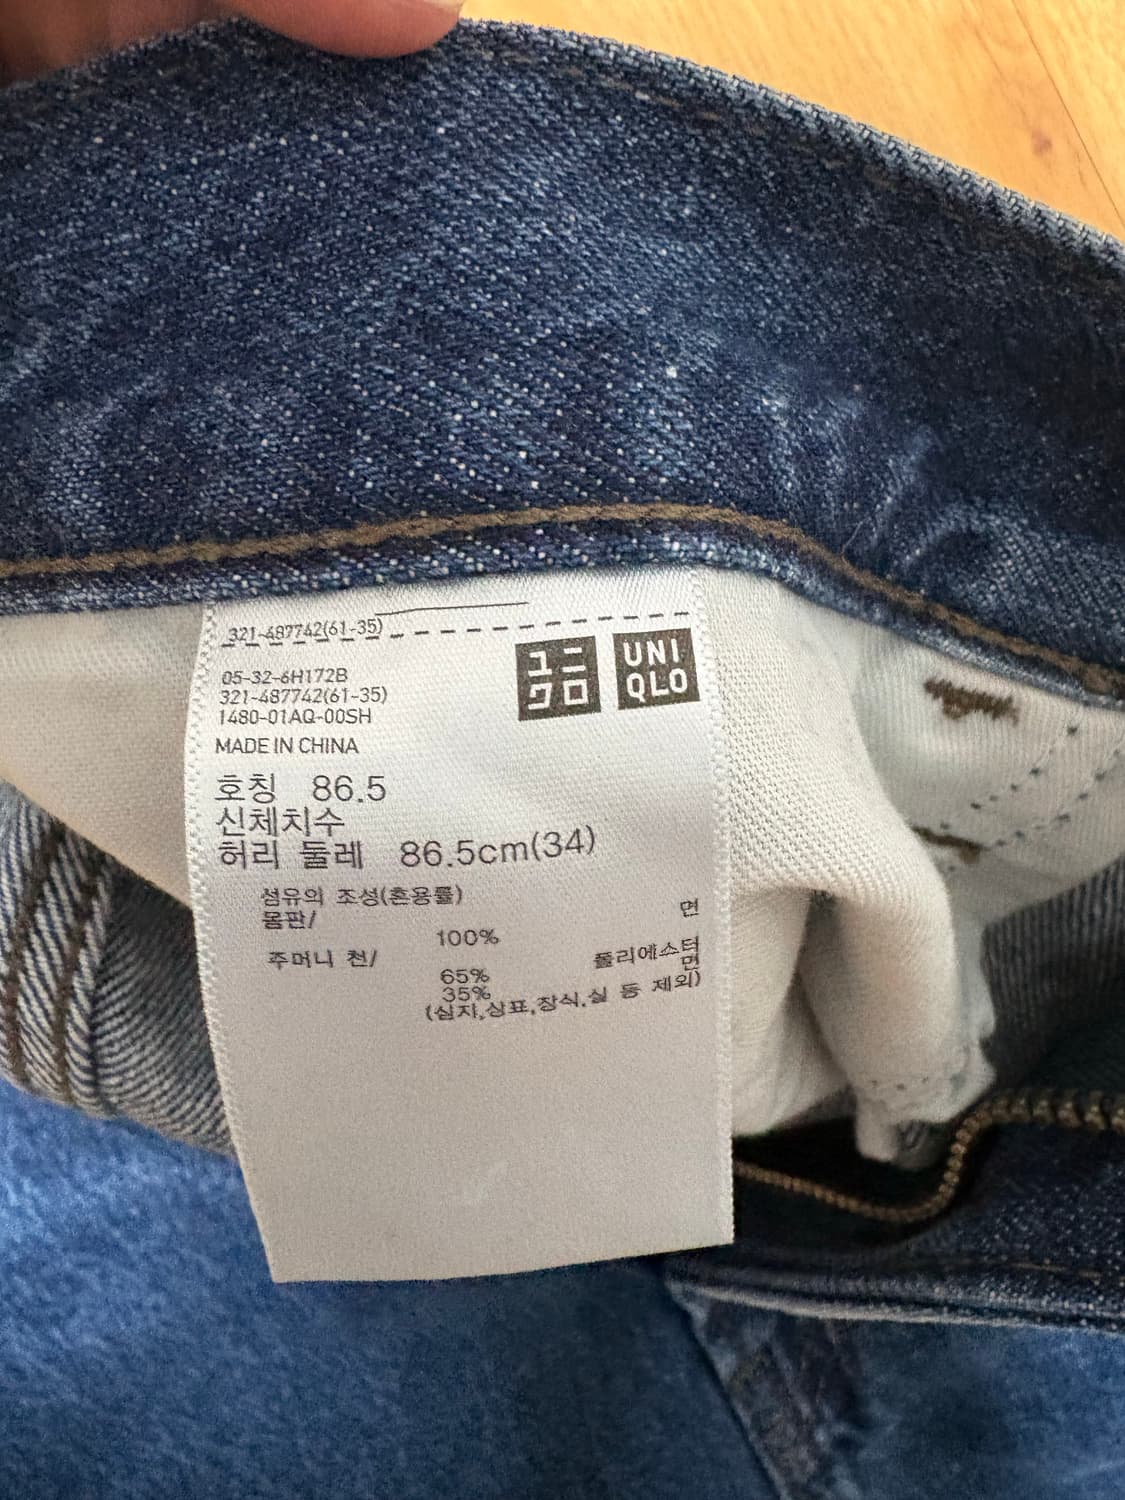 321-487742(61-35)
ユニ
クロ
UNI
QLO
05-32-6H172B
321-487742(61-35)
1480-01AQ-00SH
MADE IN CHINA
호칭 86.5
신체치수
허리 둘레 86.5cm(34)
섬유의 조성(혼용률)
몸판/ 면
100%
주머니 천/ 폴리에스터
65% 면
35%
(심지,상표,장식,실 등 제외)